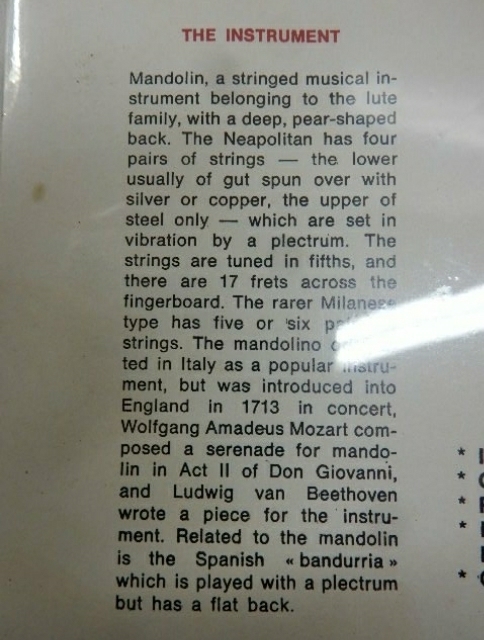 THE INSTRUMENT
Mandolin, a stringed musical in-
strument belonging to the lute
family, with a deep, pear-shaped
back. The Neapolitan has four
pairs of strings — the lower
usually of gut spun over with
silver or copper, the upper of
steel only — which are set in
vibration by a plectrum. The
strings are tuned in fifths, and
there are 17 frets across the
fingerboard. The rarer Milanese
type has five or six
strings. The mandolino
ted in Italy as a popular instru-
ment, but was introduced into
England in 1713 in concert,
Wolfgang Amadeus Mozart com-
posed a serenade for mando-
lin in Act II of Don Giovanni,
and Ludwig van Beethoven
wrote a piece for the instru-
ment. Related to the mandolin
is the Spanish « bandurria »
which is played with a plectrum
but has a flat back.
*
*
*
*
*